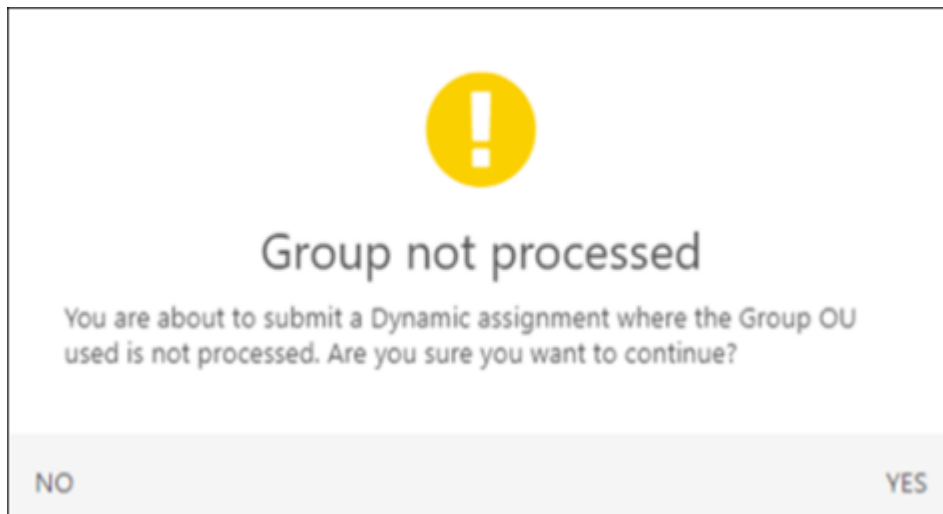 Group not processed
You are about to submit a Dynamic assignment where the Group OU
used is not processed. Are you sure you want to continue?
NO
YES